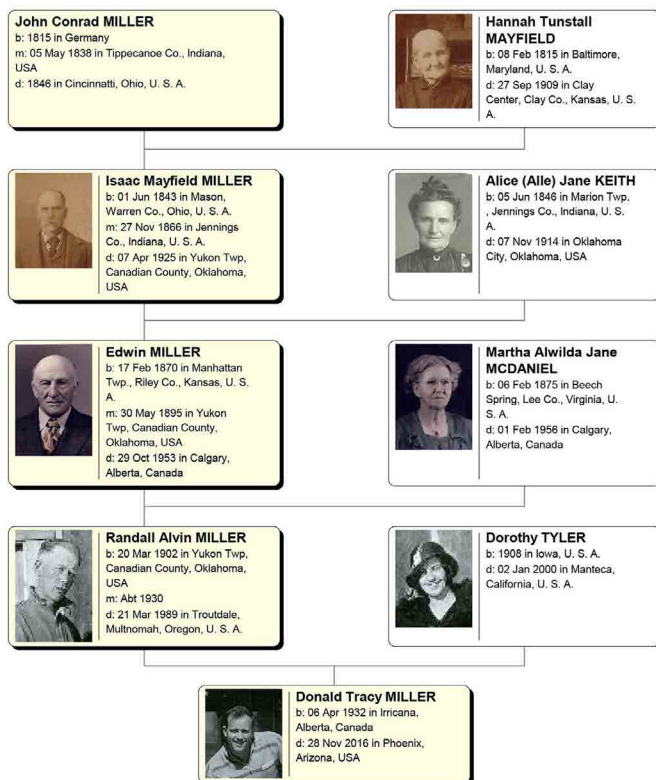 John Conrad MILLER
b: 1815 in Germany
m: 05 May 1838 in Tippecanoe Co., Indiana,
USA
d: 1846 in Cincinnatti, Ohio, U. S. A.
Hannah Tunstall
MAYFIELD
b: 08 Feb 1815 in Baltimore,
Maryland, U. S. A.
d: 27 Sep 1909 in Clay
Center, Clay Co., Kansas, U. S.
A.
Isaac Mayfield MILLER
b: 01 Jun 1843 in Mason,
Warren Co., Ohio, U. S. A.
m: 27 Nov 1866 in Jennings
Co., Indiana, U. S. A.
d: 07 Apr 1925 in Yukon Twp,
Canadian County, Oklahoma,
USA
Alice (Alle) Jane KEITH
b: 05 Jun 1846 in Marion Twp.
, Jennings Co., Indiana, U. S.
A.
d: 07 Nov 1914 in Oklahoma
City, Oklahoma, USA
Edwin MILLER
b: 17 Feb 1870 in Manhattan
Twp., Riley Co., Kansas, U. S.
A.
m: 30 May 1895 in Yukon
Twp, Canadian County,
Oklahoma, USA
d: 29 Oct 1953 in Calgary,
Alberta, Canada
Martha Alwilda Jane
MCDANIEL
b: 06 Feb 1875 in Beech
Spring, Lee Co., Virginia, U.
S. A.
d: 01 Feb 1956 in Calgary,
Alberta, Canada
Randall Alvin MILLER
b: 20 Mar 1902 in Yukon Twp,
Canadian County, Oklahoma,
USA
m: Abt 1930
d: 21 Mar 1989 in Troutdale,
Multnomah, Oregon, U. S. A.
Dorothy TYLER
b: 1908 in Iowa, U. S. A.
d: 02 Jan 2000 in Manteca,
California, U. S. A.
Donald Tracy MILLER
b: 06 Apr 1932 in Irricana,
Alberta, Canada
d: 28 Nov 2016 in Phoenix,
Arizona, USA